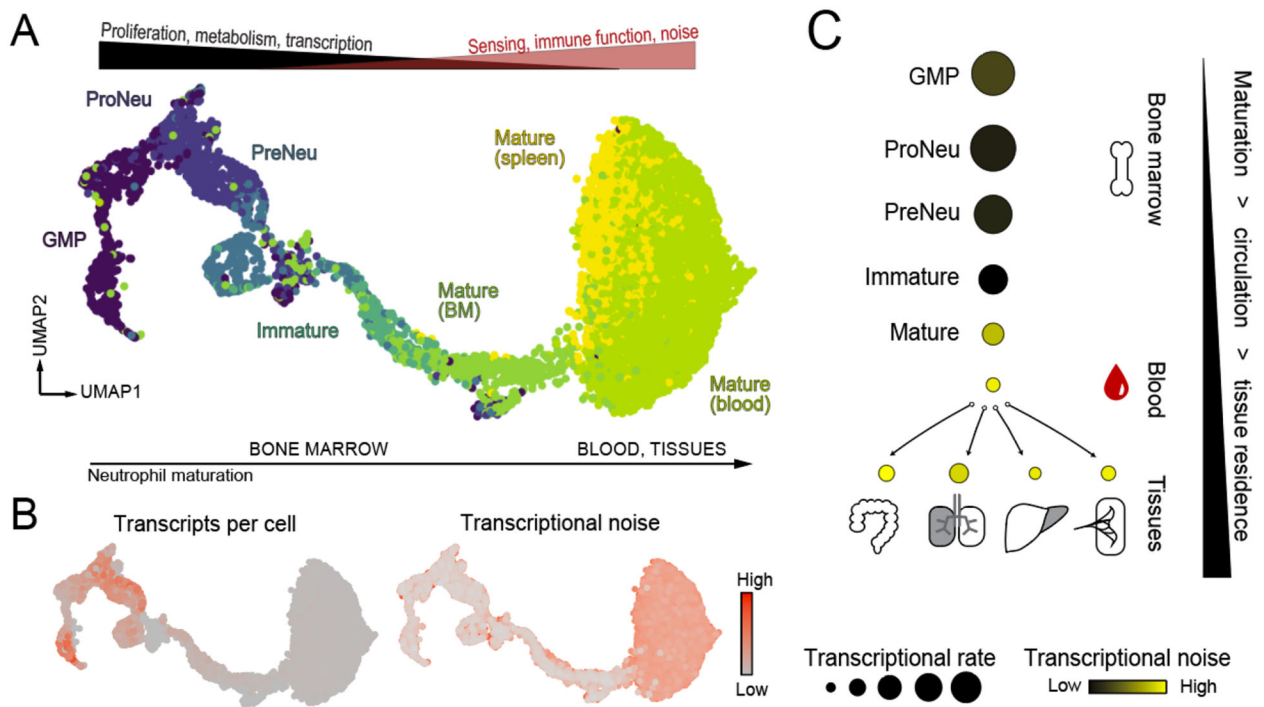 A
Proliferation, metabolism, transcription
Sensing, immune function, noise
ProNeu
PreNeu
GMP
Immature
Mature
(BM)
Mature
(spleen)
Mature
(blood)
UMAP2
UMAP1
BONE MARROW
BLOOD, TISSUES
Neutrophil maturation
B
Transcripts per cell
Transcriptional noise
High
Low
C
GMP
ProNeu
PreNeu
Immature
Mature
Bone marrow
Blood
Tissues
Maturation > circulation > tissue residence
Transcriptional rate
Transcriptional noise
Low
High